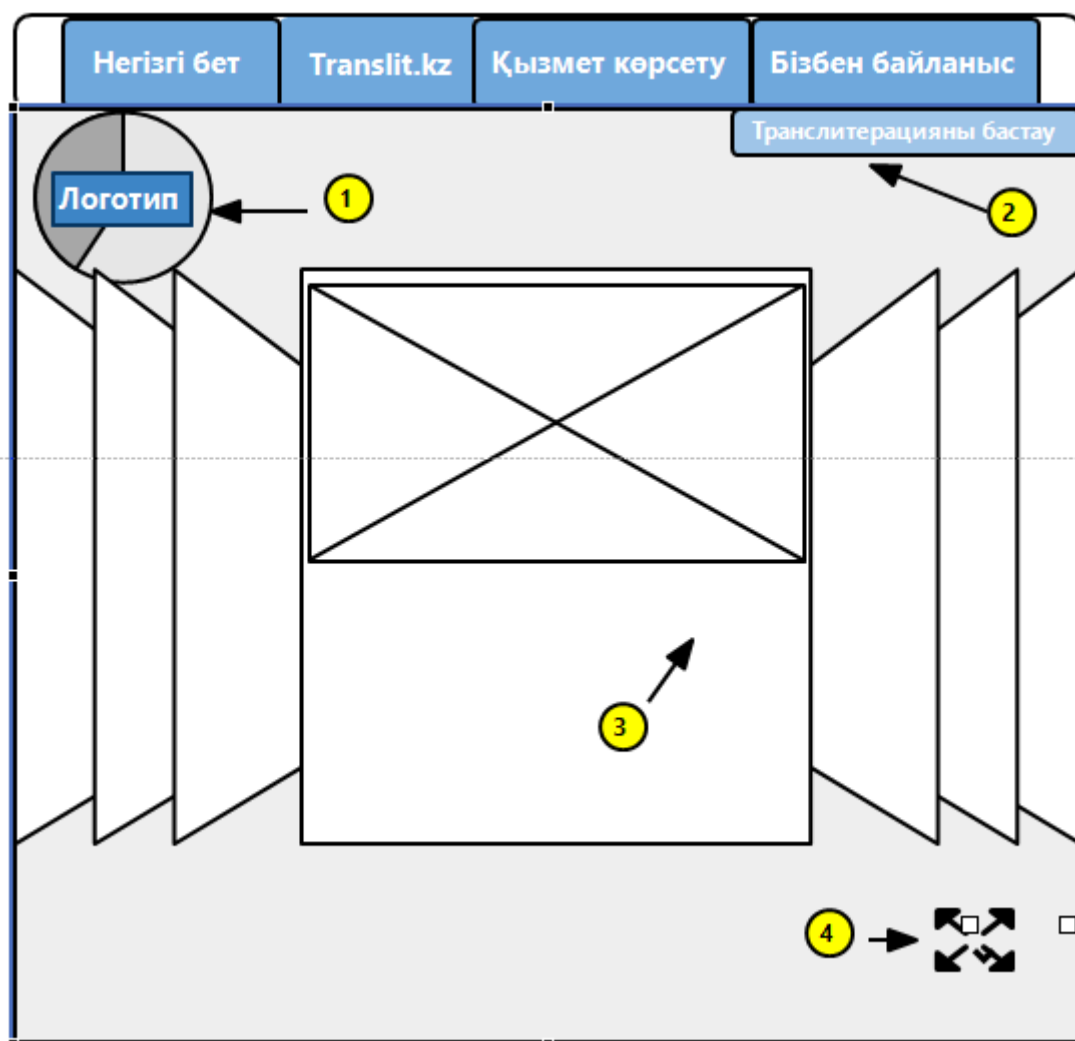 Негізгі бет
Translit.kz
Қызмет көрсету
Бізбен байланыс
Транслитерацияны бастау
Логотип
1
2
3
4